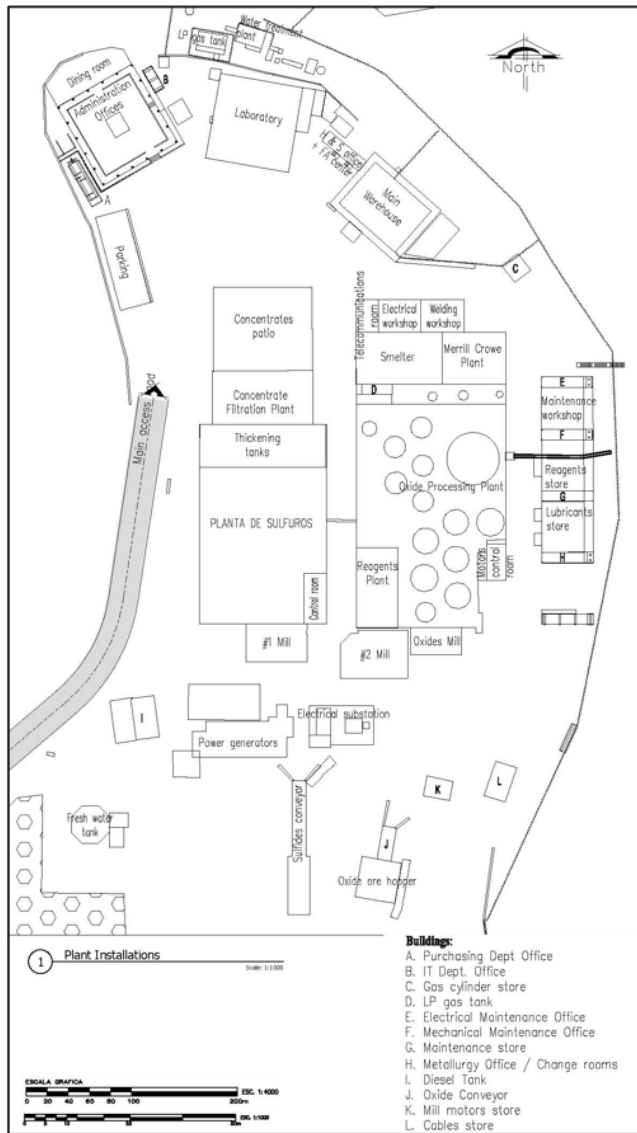 Water Treatment
plant
LP gas tank
North
Dining room
B
Administration
Offices
Laboratory
H & S office
+ FA center
Main
Warehouse
A
Parking
C
Telecommunications
room
Electrical
workshop
Welding
workshop
Concentrates
patio
Smelter
Merrill Crowe
Plant
E
Maintenance
workshop
D
Concentrate
Filtration Plant
Main access road
F
Thickening
tanks
Reagents
store
Oxide Processing Plant
G
Lubricants
store
PLANTA DE SULFUROS
Reagents
Plant
Motors
control
room
H
Control room
#1 Mill
#2 Mill
Oxides Mill
I
Electrical substation
Power generators
K
L
Fresh water
tank
Sulfides conveyor
J
Oxide are hopper
1
Plant Installations
Scale: 1:1000
Buildings:
A. Purchasing Dept Office
B. IT Dept. Office
C. Gas cylinder store
D. LP gas tank
E. Electrical Maintenance Office
F. Mechanical Maintenance Office
G. Maintenance store
H. Metallurgy Office / Change rooms
I. Diesel Tank
J. Oxide Conveyor
K. Mill motors store
L. Cables store
ESCALA GRAFICA
ESC. 1:4000
0 20 40 60 80 100 200m